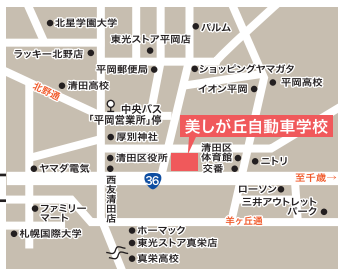 北星学園大学
パルム
東光ストア平岡店
ラッキー北野店
平岡郵便局
ショッピングヤマガタ
北野通
清田高校
イオン平岡
平岡高校
中央バス
「平岡営業所」停
美しが丘自動車学校
厚別神社
清田区役所
清田区
体育館
交番
ニトリ
ヤマダ電気
36
至千歳→
西友清田店
ローソン
三井アウトレット
パーク
ファミリー
マート
羊ヶ丘通
札幌国際大学
ホーマック
東光ストア真栄店
真栄高校